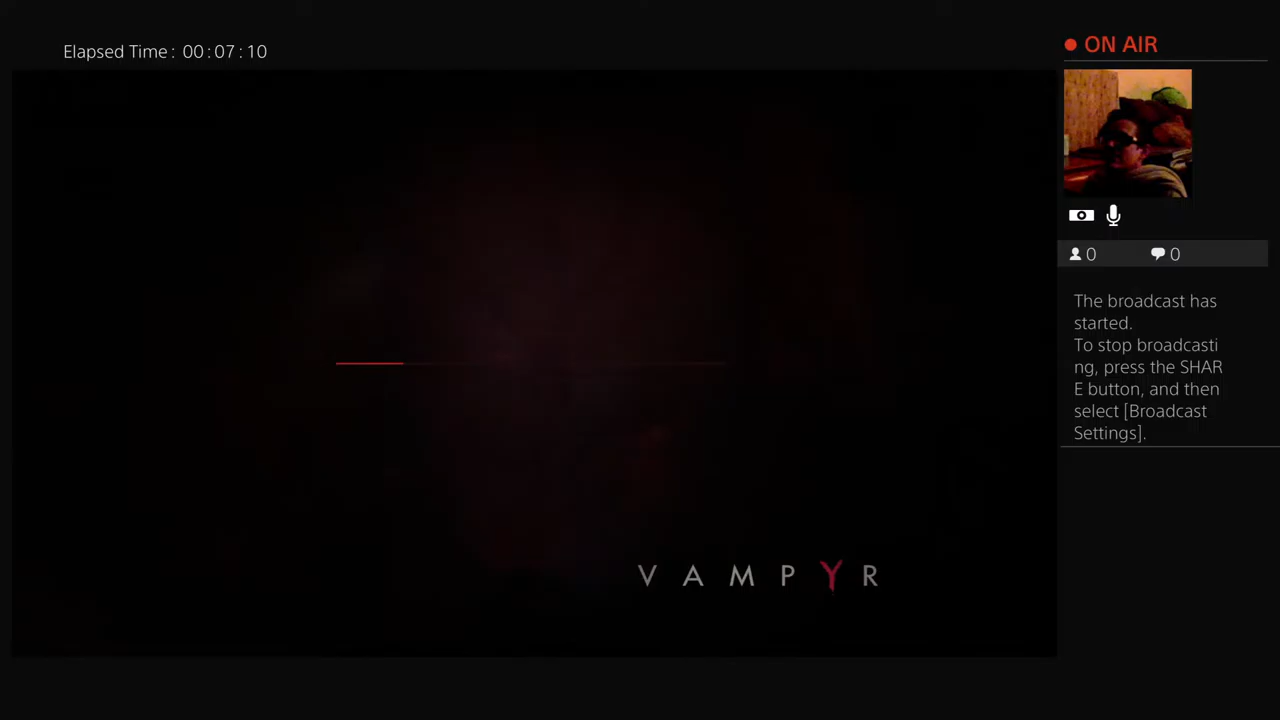 Elapsed Time: 00:07:10
ON AIR
0
0
The broadcast has
started.
To stop broadcasti
ng, press the SHAR
E button, and then
select [Broadcast
Settings].
VAMPYR